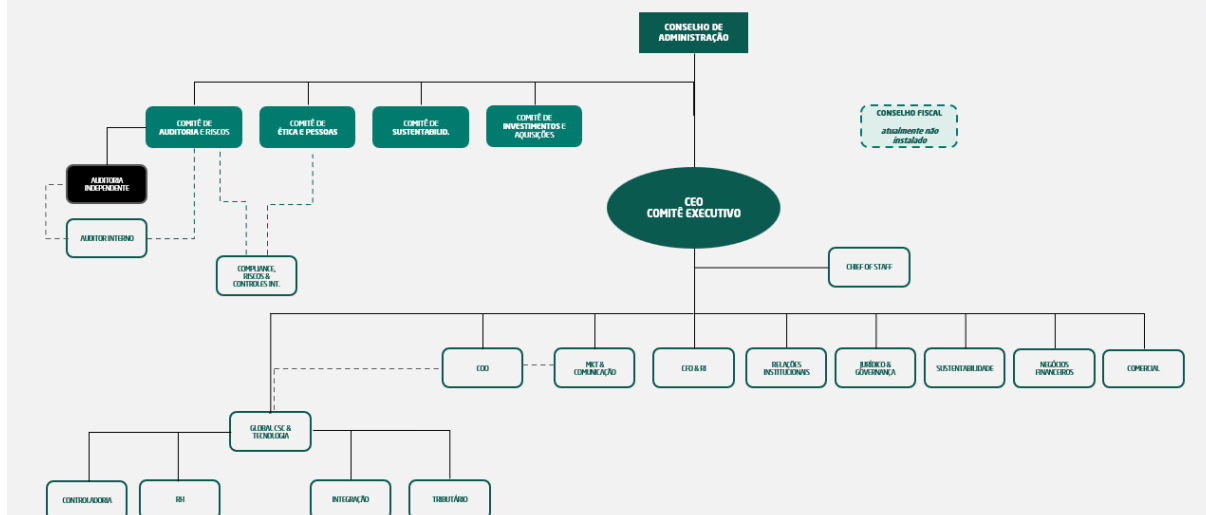 CONSELHO DE
ADMINISTRAÇÃO
COMITÊ DE
AUDITORIA E RISCOS
COMITÊ DE
ÉTICA E PESSOAS
COMITÊ DE
SUSTENTABILID.
COMITÊ DE
INVESTIMENTOS E
AQUISIÇÕES
CONSELHO FISCAL
atualmente não
instalado
AUDITORIA
INDEPENDENTE
CEO
COMITÊ EXECUTIVO
AUDITOR INTERNO
COMPLIANCE,
RISCOS &
CONTROLES INT.
CHIEF OF STAFF
COO
MKT &
COMUNICAÇÃO
CFO & RI
RELAÇÕES
INSTITUCIONAIS
JURÍDICO &
GOVERNANÇA
SUSTENTABILIDADE
NEGÓCIOS
FINANCEIROS
COMERCIAL
GLOBAL CSC &
TECNOLOGIA
CONTROLADORIA
RH
INTEGRAÇÃO
TRIBUTÁRIO